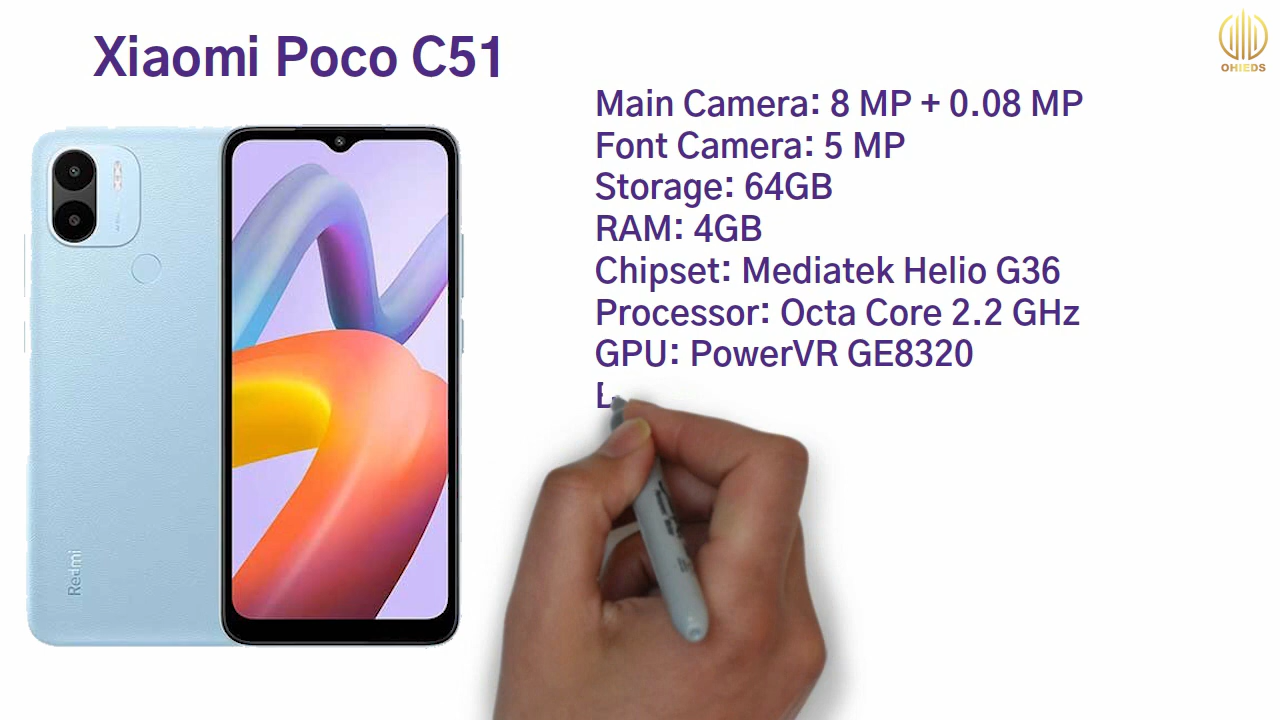 Xiaomi Poco C51
OHIEDS
Main Camera: 8 MP + 0.08 MP
Font Camera: 5 MP
Storage: 64GB
RAM: 4GB
Chipset: Mediatek Helio G36
Processor: Octa Core 2.2 GHz
GPU: PowerVR GE8320
Redmi